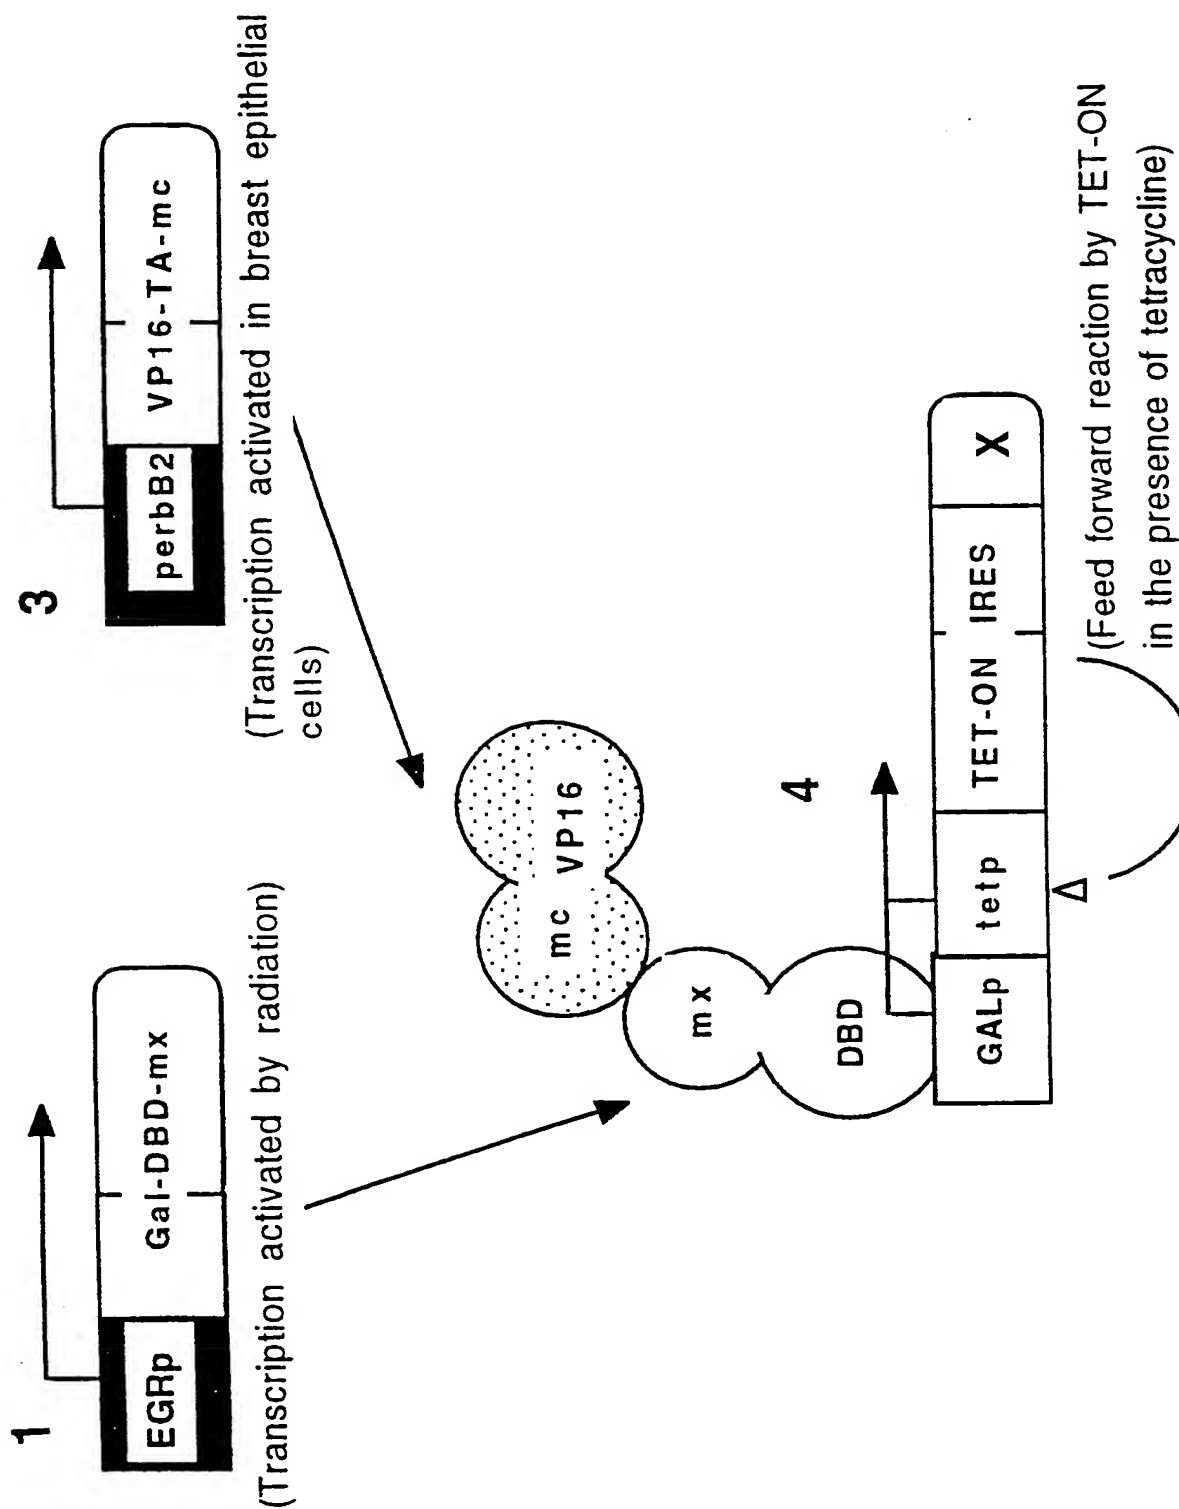 1
EGRp
Gal-DBD-mx
(Transcription activated by radiation)
3
perbB2
VP16-TA-mc
(Transcription activated in breast epithelial
cells)
mc
VP16
mx
DBD
4
GALp
tetp
TET-ON
IRES
X
(Feed forward reaction by TET-ON
in the presence of tetracycline)